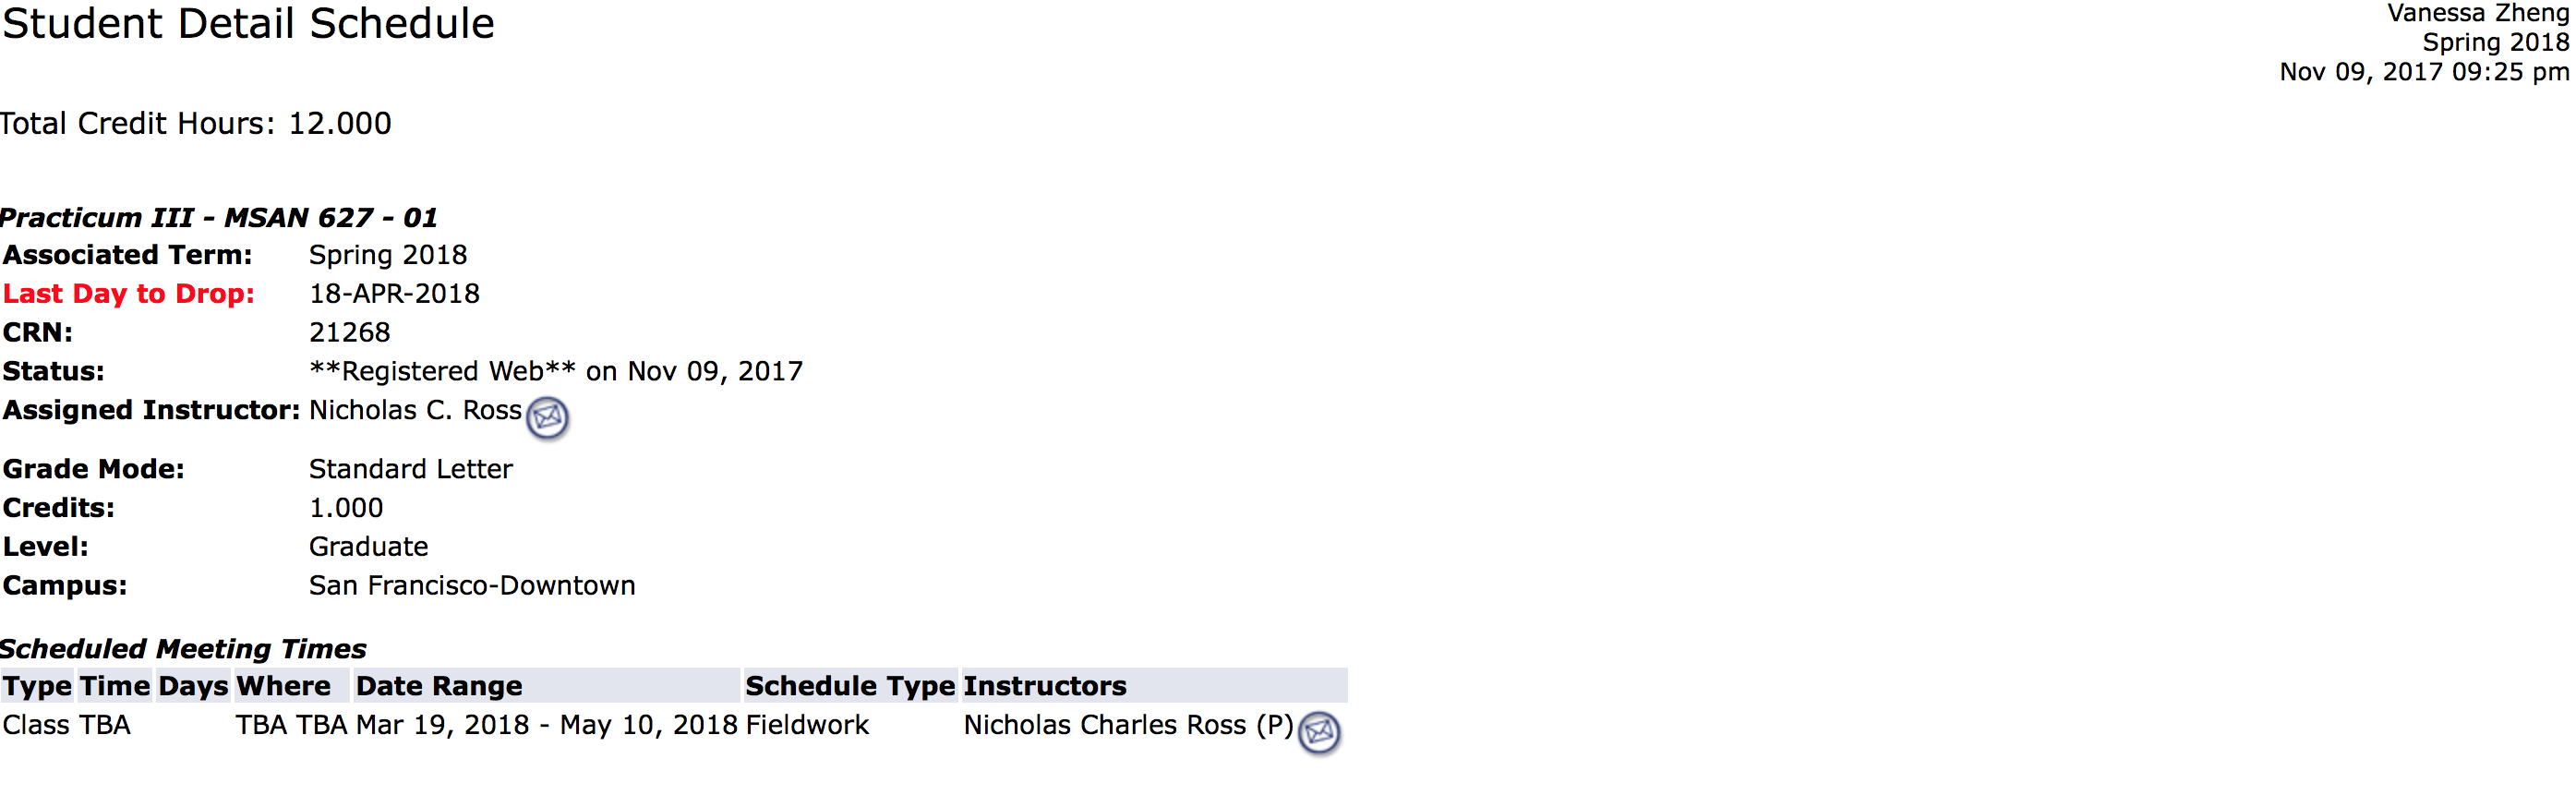 Student Detail Schedule
Vanessa Zheng
Spring 2018
Nov 09, 2017 09:25 pm
Total Credit Hours: 12.000
Practicum III - MSAN 627 - 01
Associated Term: Spring 2018
Last Day to Drop: 18-APR-2018
CRN: 21268
Status: **Registered Web** on Nov 09, 2017
Assigned Instructor: Nicholas C. Ross
Grade Mode: Standard Letter
Credits: 1.000
Level: Graduate
Campus: San Francisco-Downtown
Scheduled Meeting Times
Type Time Days Where Date Range Schedule Type Instructors
Class TBA TBA TBA Mar 19, 2018 - May 10, 2018 Fieldwork Nicholas Charles Ross (P)